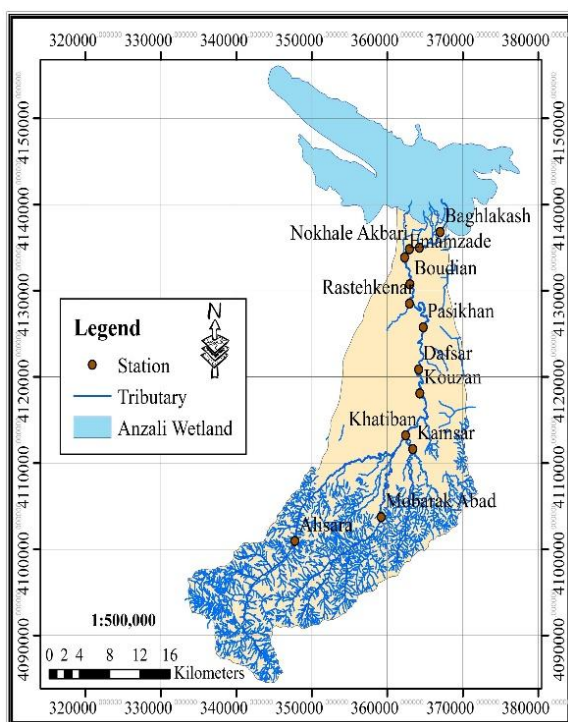 320000 330000 340000 350000 360000 370000 380000
4150000
4140000
4130000
4120000
4110000
4100000
4090000
Baghlakash
Nokhale Akbari
Emamzade
Boudian
Rastehkenar
Pasikhan
Dafsar
Kouzan
Khatiban
Kamsar
Mobarak Abad
Alisara
N
Legend
Station
Tributary
Anzali Wetland
1:500,000
0 2 4 8 12 16
Kilometers
4150000
4140000
4130000
4120000
4110000
4100000
4090000
320000 330000 340000 350000 360000 370000 380000